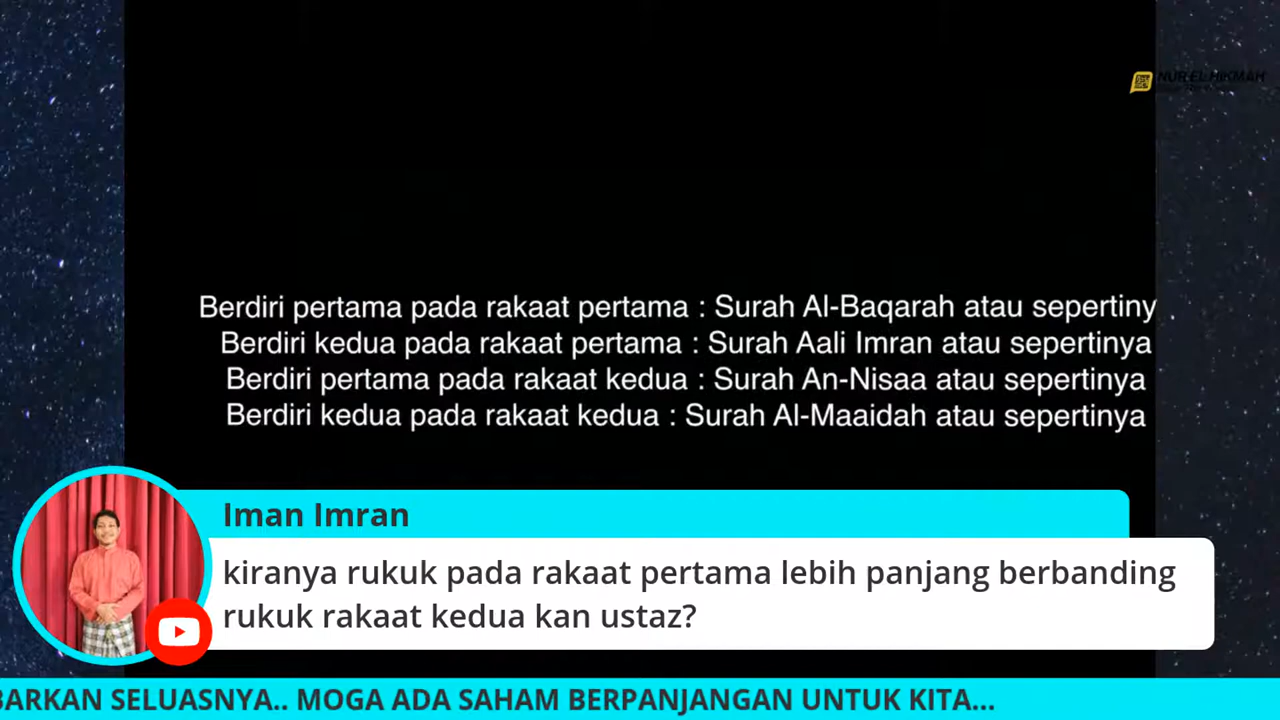 NUR EL HIKMAH
Berdiri pertama pada rakaat pertama : Surah Al-Baqarah atau sepertiny
Berdiri kedua pada rakaat pertama : Surah Aali Imran atau sepertinya
Berdiri pertama pada rakaat kedua : Surah An-Nisaa atau sepertinya
Berdiri kedua pada rakaat kedua : Surah Al-Maaidah atau sepertinya
Iman Imran
kiranya rukuk pada rakaat pertama lebih panjang berbanding
rukuk rakaat kedua kan ustaz?
BARKAN SELUASNYA.. MOGA ADA SAHAM BERPANJANGAN UNTUK KITA...